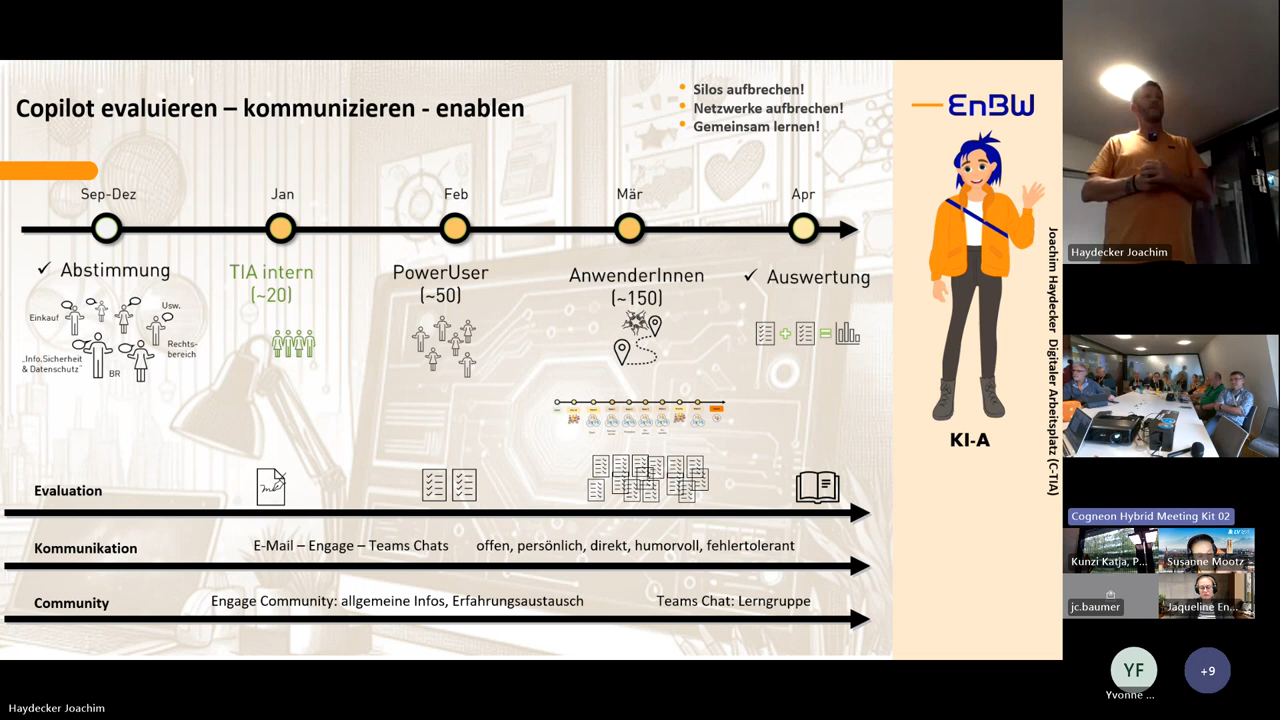 Copilot evaluieren – kommunizieren - enablen
Silos aufbrechen!
Netzwerke aufbrechen!
Gemeinsam lernen!
EnBW
Sep-Dez
Jan
Feb
Mär
Apr
✓ Abstimmung
TIA intern
(~20)
PowerUser
(~50)
AnwenderInnen
(~150)
✓ Auswertung
Usw.
Einkauf
Rechts-
bereich
„Info.Sicherheit
& Datenschutz"
BR
KI-A
Joachim Haydecker Digitaler Arbeitsplatz (C-TIA)
Evaluation
Kommunikation
E-Mail – Engage – Teams Chats
offen, persönlich, direkt, humorvoll, fehlertolerant
Community
Engage Community: allgemeine Infos, Erfahrungsaustausch
Teams Chat: Lerngruppe
Haydecker Joachim
Cogneon Hybrid Meeting Kit 02
Kunzi Katja, P...
Susanne Mootz
jc.baumer
Jaqueline En...
YF
+9
Yvonne ...
Haydecker Joachim